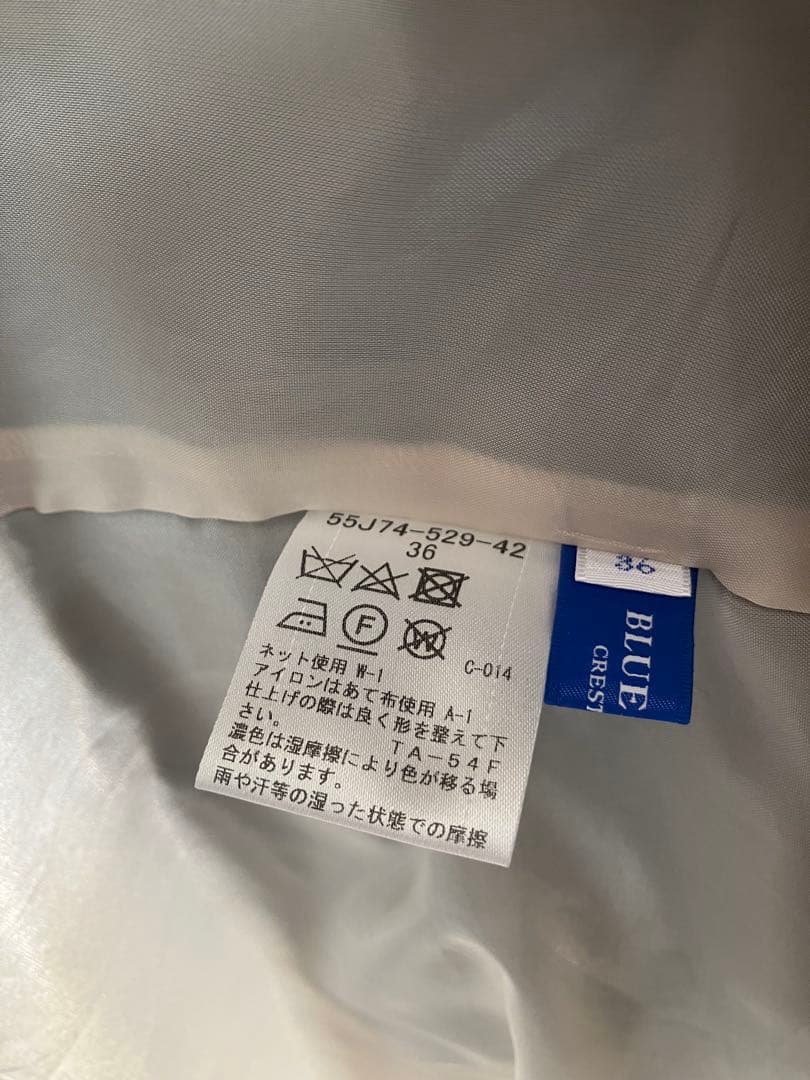 55J74-529-42
36
F
W
ネット使用 W-1 C-014
アイロンはあて布使用 A-1
仕上げの際は良く形を整えて下
さい。 TA-54F
濃色は湿摩擦により色が移る場
合があります。
雨や汗等の湿った状態での摩擦
36
BLUE
CREST